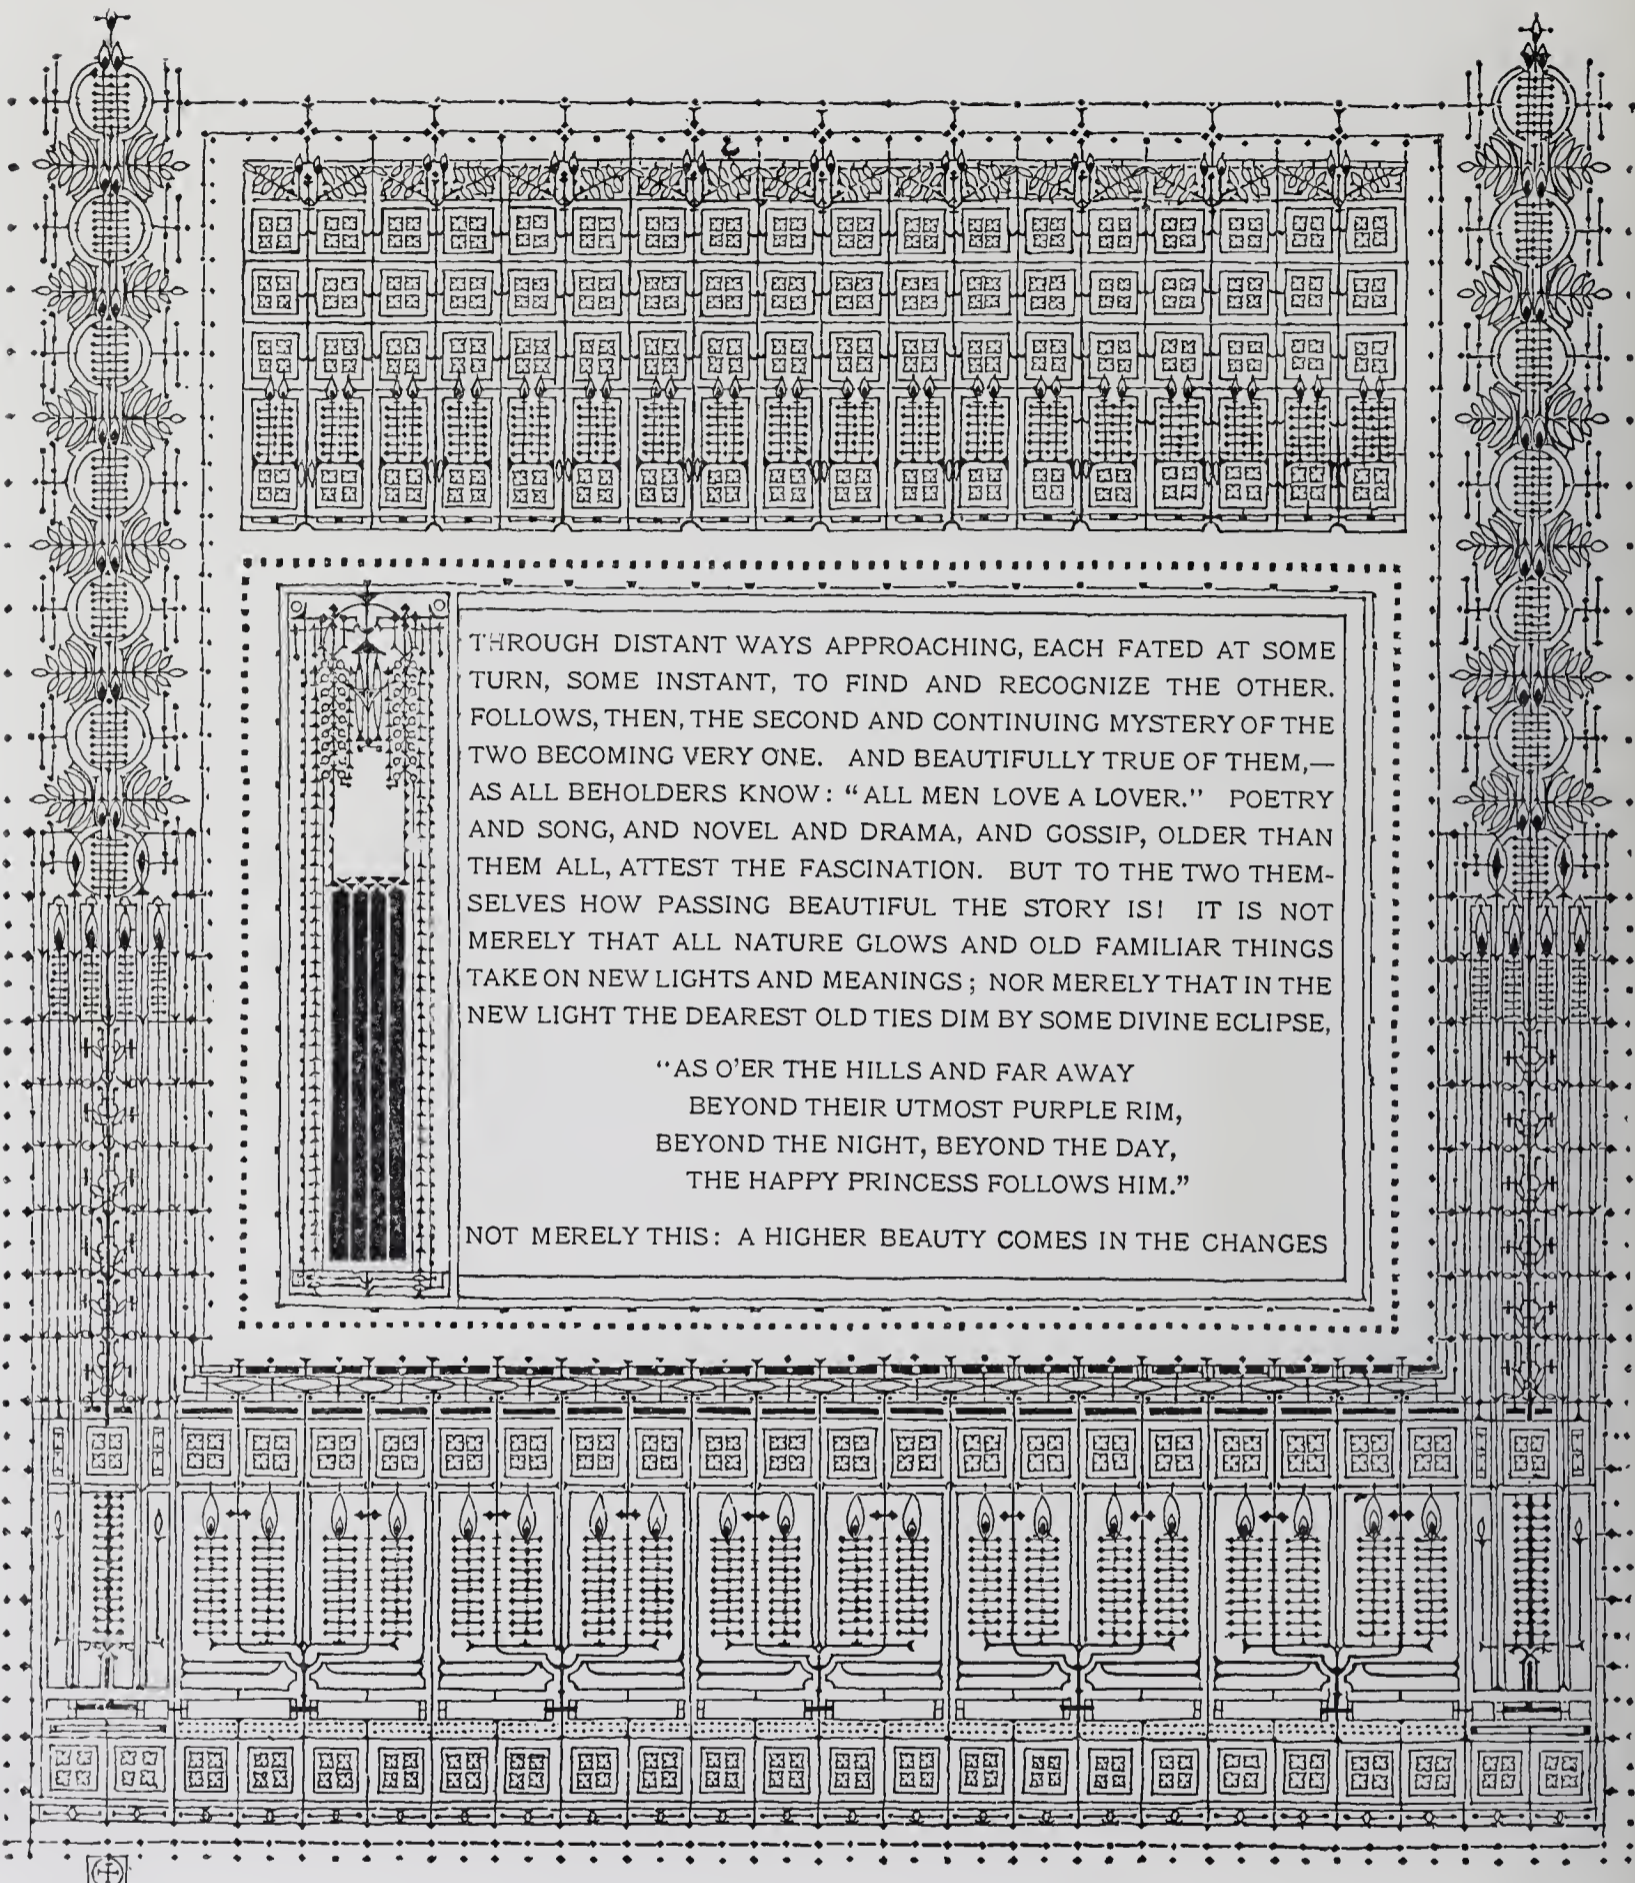 THROUGH DISTANT WAYS APPROACHING, EACH FATED AT SOME
TURN, SOME INSTANT, TO FIND AND RECOGNIZE THE OTHER.
FOLLOWS, THEN, THE SECOND AND CONTINUING MYSTERY OF THE
TWO BECOMING VERY ONE. AND BEAUTIFULLY TRUE OF THEM,—
AS ALL BEHOLDERS KNOW: “ALL MEN LOVE A LOVER.” POETRY
AND SONG, AND NOVEL AND DRAMA, AND GOSSIP, OLDER THAN
THEM ALL, ATTEST THE FASCINATION. BUT TO THE TWO THEM-
SELVES HOW PASSING BEAUTIFUL THE STORY IS! IT IS NOT
MERELY THAT ALL NATURE GLOWS AND OLD FAMILIAR THINGS
TAKE ON NEW LIGHTS AND MEANINGS; NOR MERELY THAT IN THE
NEW LIGHT THE DEAREST OLD TIES DIM BY SOME DIVINE ECLIPSE,
“AS O’ER THE HILLS AND FAR AWAY
BEYOND THEIR UTMOST PURPLE RIM,
BEYOND THE NIGHT, BEYOND THE DAY,
THE HAPPY PRINCESS FOLLOWS HIM.”
NOT MERELY THIS: A HIGHER BEAUTY COMES IN THE CHANGES